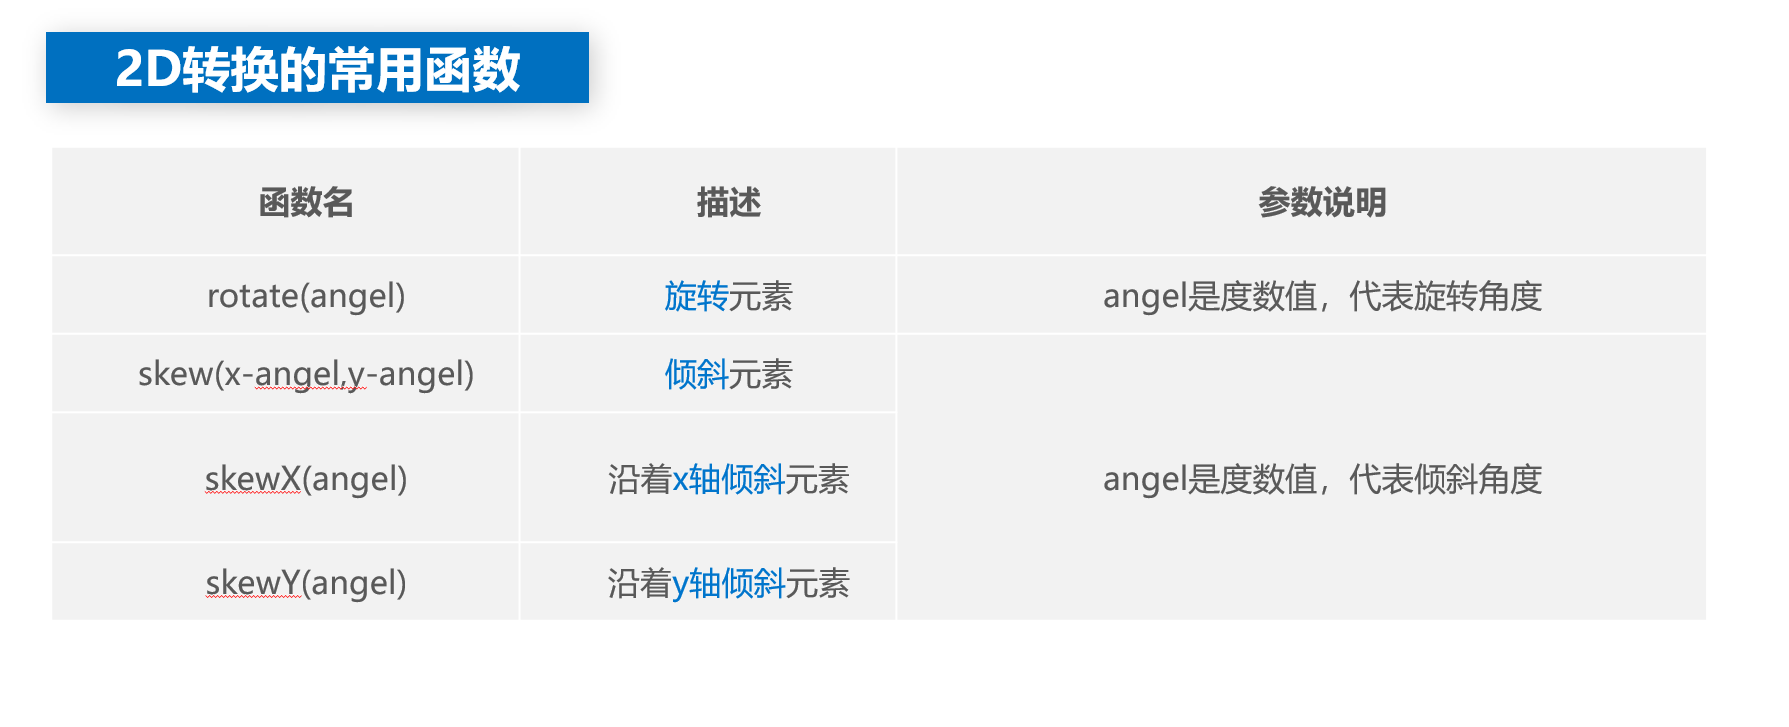 2D转换的常用函数
函数名 描述 参数说明
rotate(angel) 旋转元素 angel是度数值，代表旋转角度
skew(x-angel,y-angel) 倾斜元素
skewX(angel) 沿着x轴倾斜元素 angel是度数值，代表倾斜角度
skewY(angel) 沿着y轴倾斜元素